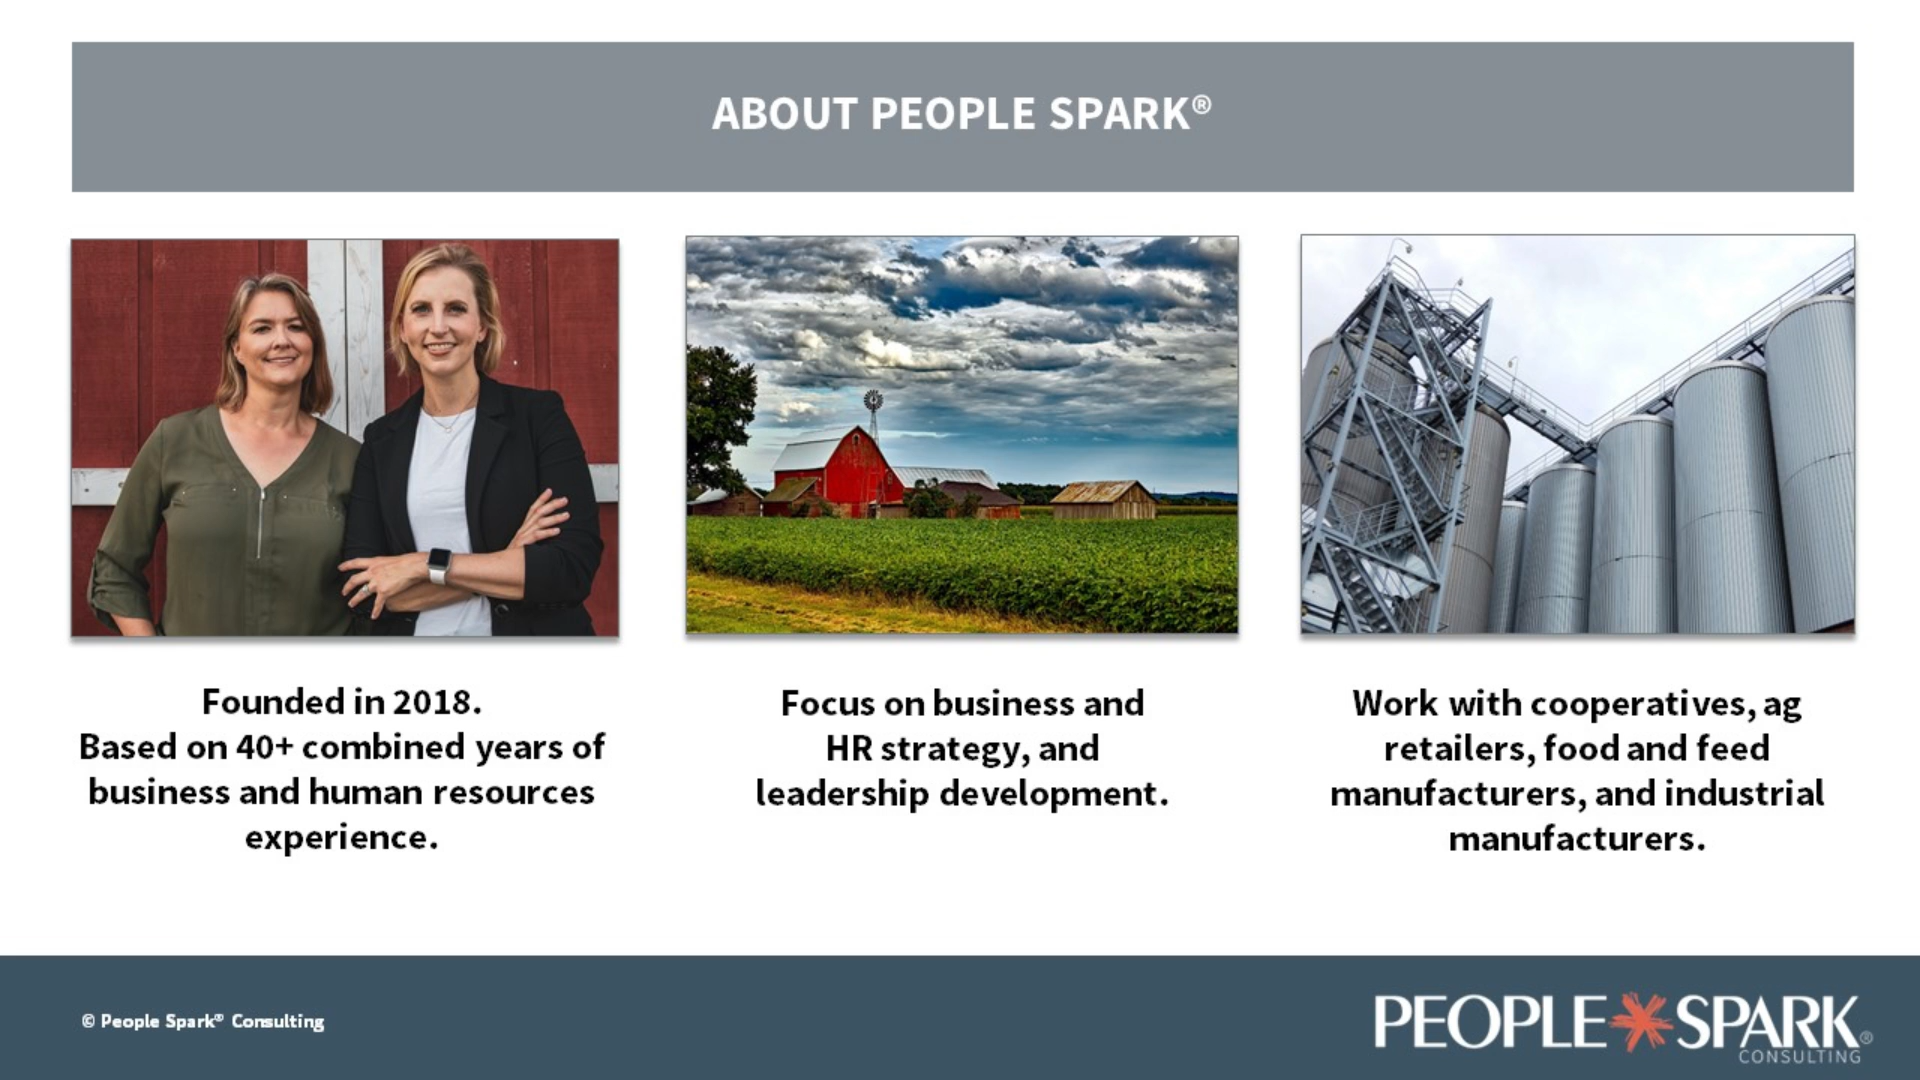 ABOUT PEOPLE SPARK®
Founded in 2018.
Based on 40+ combined years of
business and human resources
experience.
Focus on business and
HR strategy, and
leadership development.
Work with cooperatives, ag
retailers, food and feed
manufacturers, and industrial
manufacturers.
© People Spark® Consulting
PEOPLE SPARK®
CONSULTING